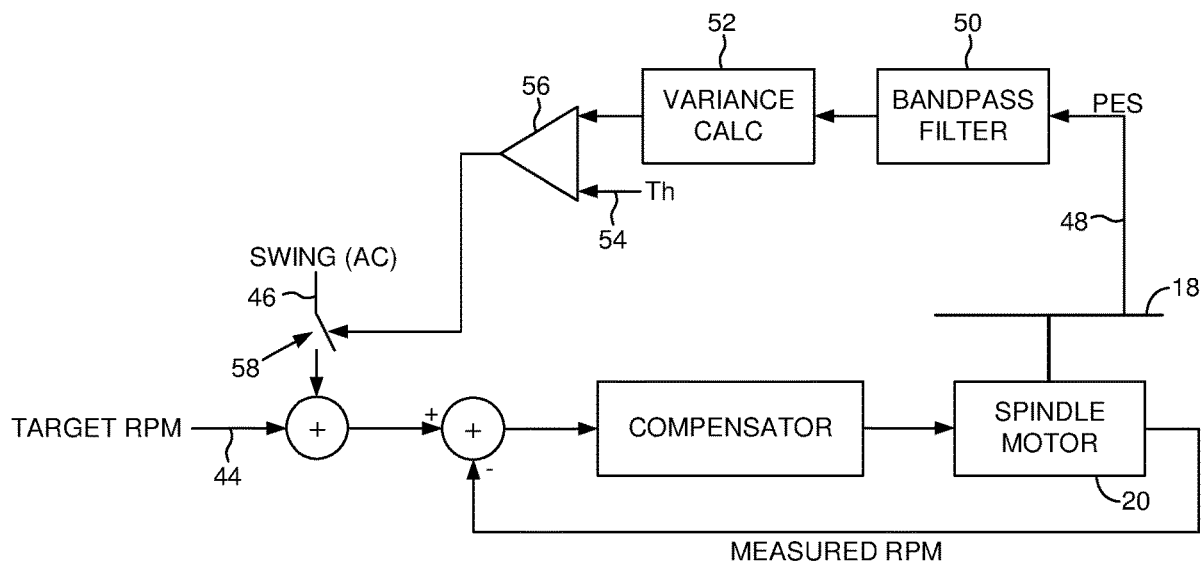 52
50
56
VARIANCE
CALC
BANDPASS
FILTER
PES
Th
54
48
SWING (AC)
46
18
58
TARGET RPM
+
+
+
COMPENSATOR
SPINDLE
MOTOR
44
-
20
MEASURED RPM